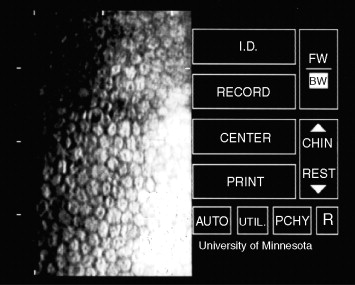 I.D.
FW
BW
RECORD
CENTER
CHIN
REST
PRINT
AUTO
UTIL.
PCHY
R
University of Minnesota